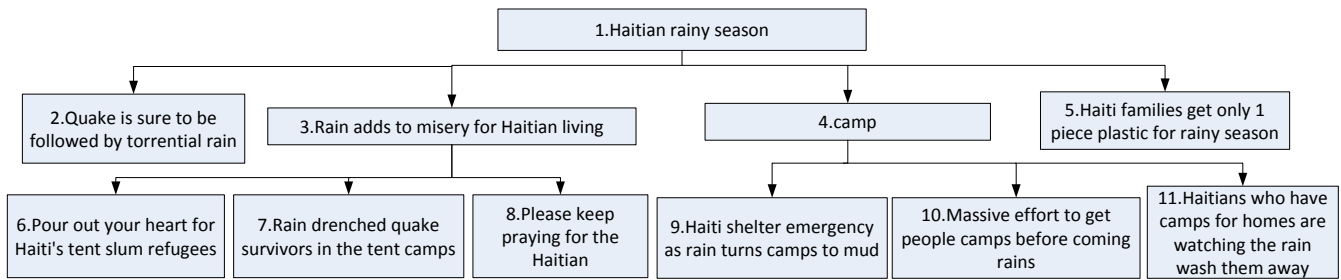 1.Haitian rainy season
2.Quake is sure to be
followed by torrential rain
3.Rain adds to misery for Haitian living
4.camp
5.Haiti families get only 1
piece plastic for rainy season
6.Pour out your heart for
Haiti's tent slum refugees
7.Rain drenched quake
survivors in the tent camps
8.Please keep
praying for the
Haitian
9.Haiti shelter emergency
as rain turns camps to mud
10.Massive effort to get
people camps before coming
rains
11.Haitians who have
camps for homes are
watching the rain
wash them away